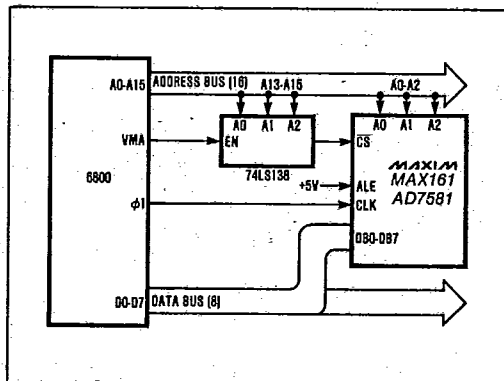 ADDRESS BUS (16) A13-A15 A0-A2
A0-A15
A0 A1 A2
A0 A1 A2
VMA
EN
CS
74LS138
6800
+5V
ALE
MAXIM
MAX161
AD7581
ϕ1
CLK
DB0-DB7
D0-D7
DATA BUS (8)